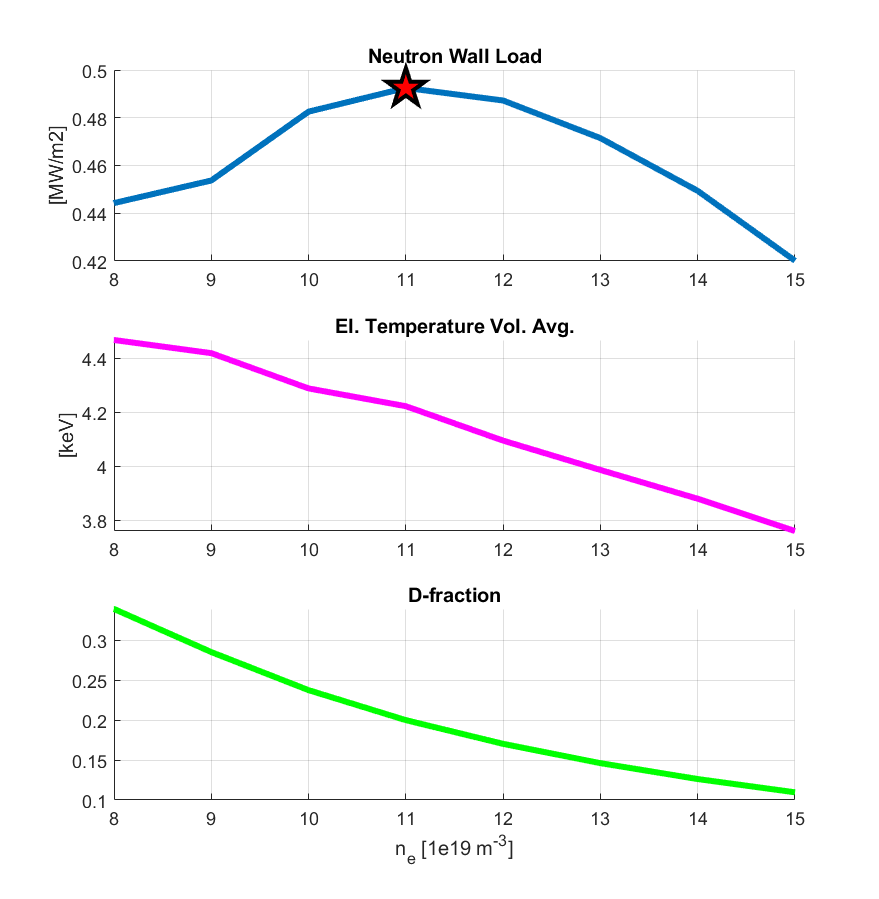 Neutron Wall Load
[MW/m2]
0.5
0.48
0.46
0.44
0.42
8 9 10 11 12 13 14 15
El. Temperature Vol. Avg.
[keV]
4.4
4.2
4
3.8
8 9 10 11 12 13 14 15
D-fraction
0.3
0.25
0.2
0.15
0.1
8 9 10 11 12 13 14 15
n_e [1e19 m^-3]